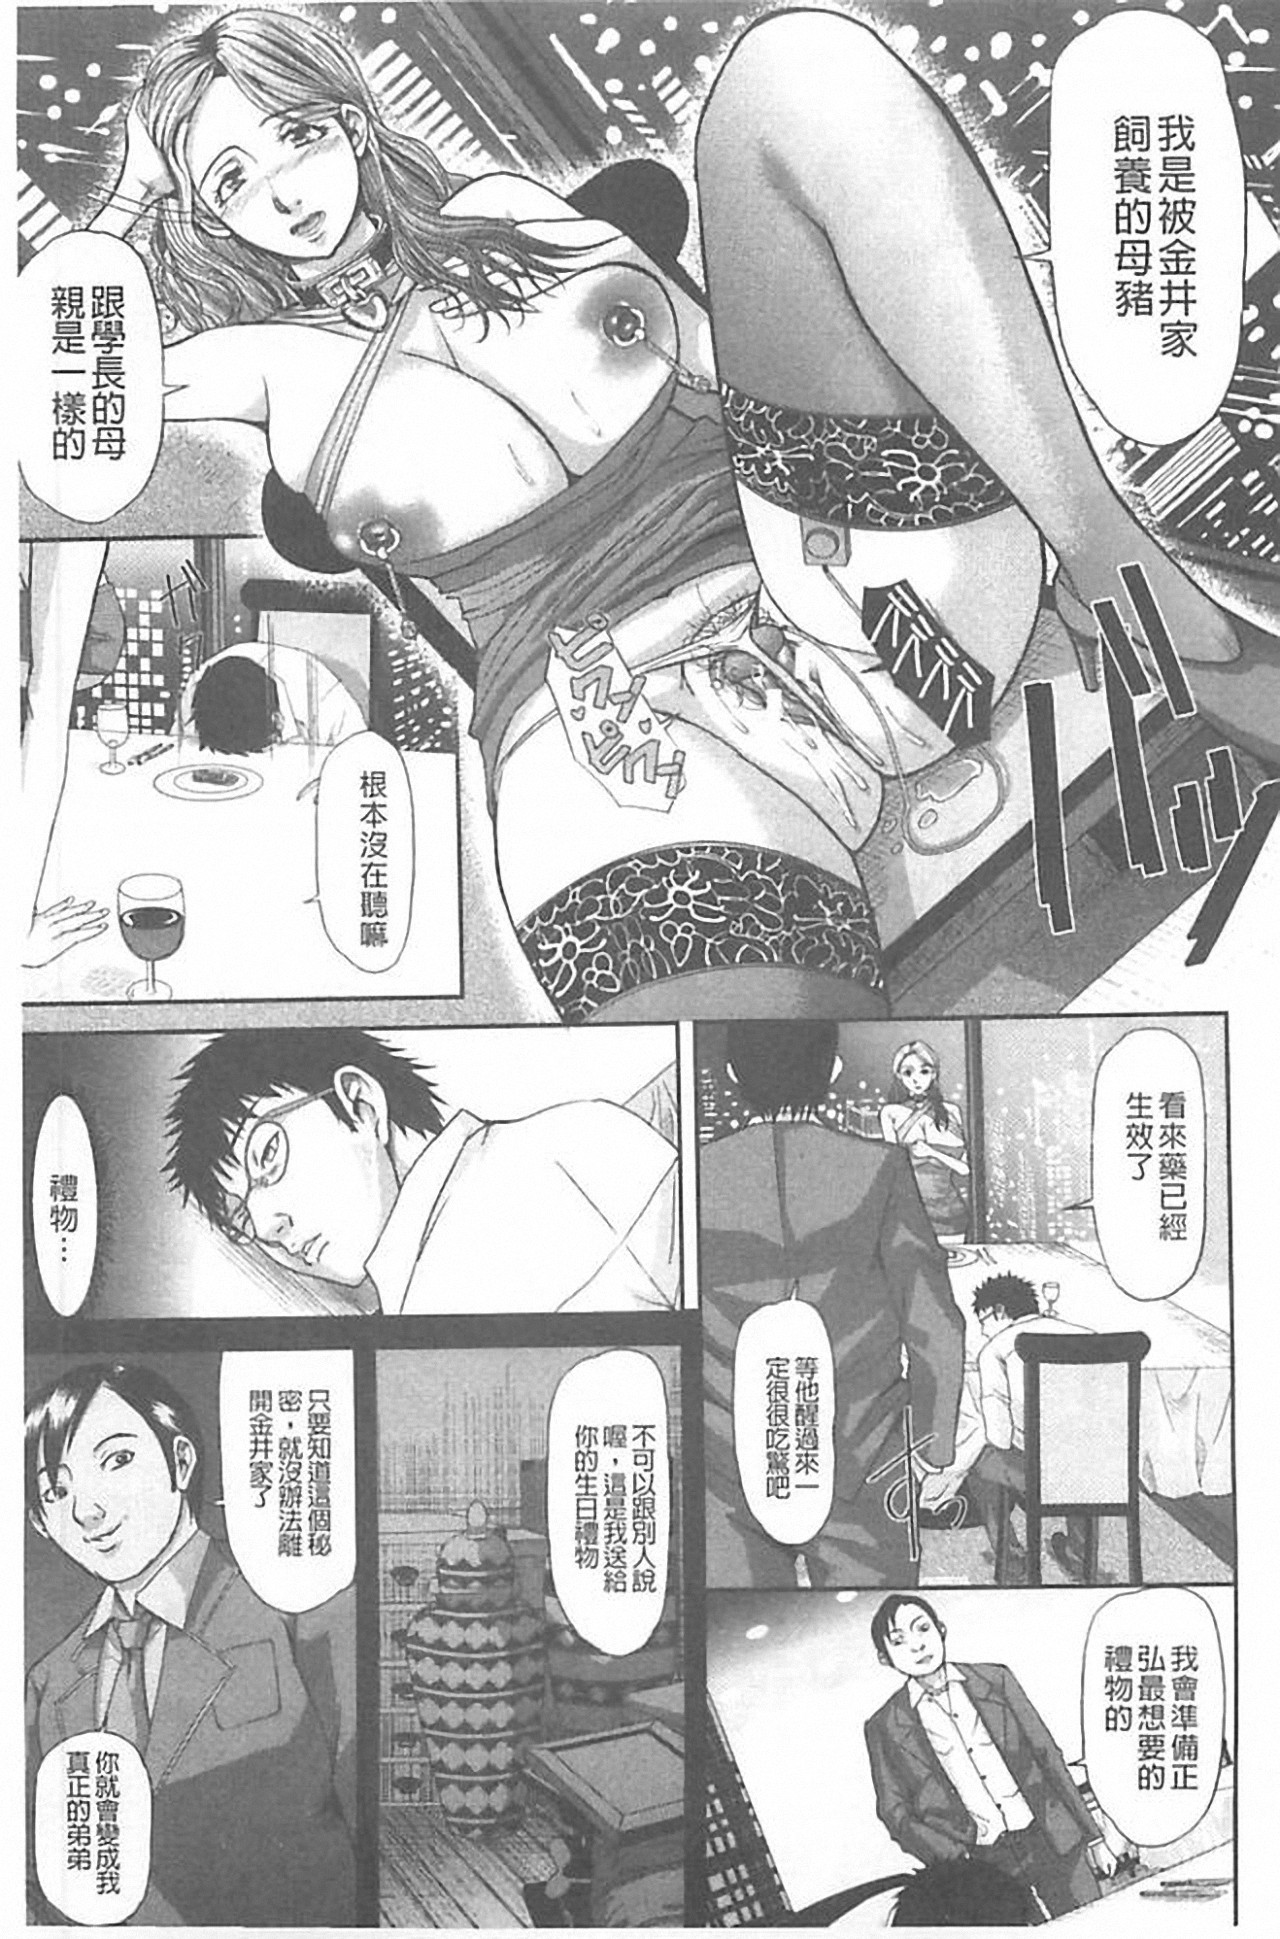 我是被金井家
飼養的母豬
跟學長的母
親是一樣的
根本沒在聽嘛
看來藥已經
生效了
等他醒過來一
定很很吃驚吧
禮物…
我會準備正
弘最想要的
禮物的
不可以跟別人說
喔，這是我送給
你的生日禮物
只要知道這個秘
密，就沒辦法離
開金井家了
你就會變成我
真正的弟弟